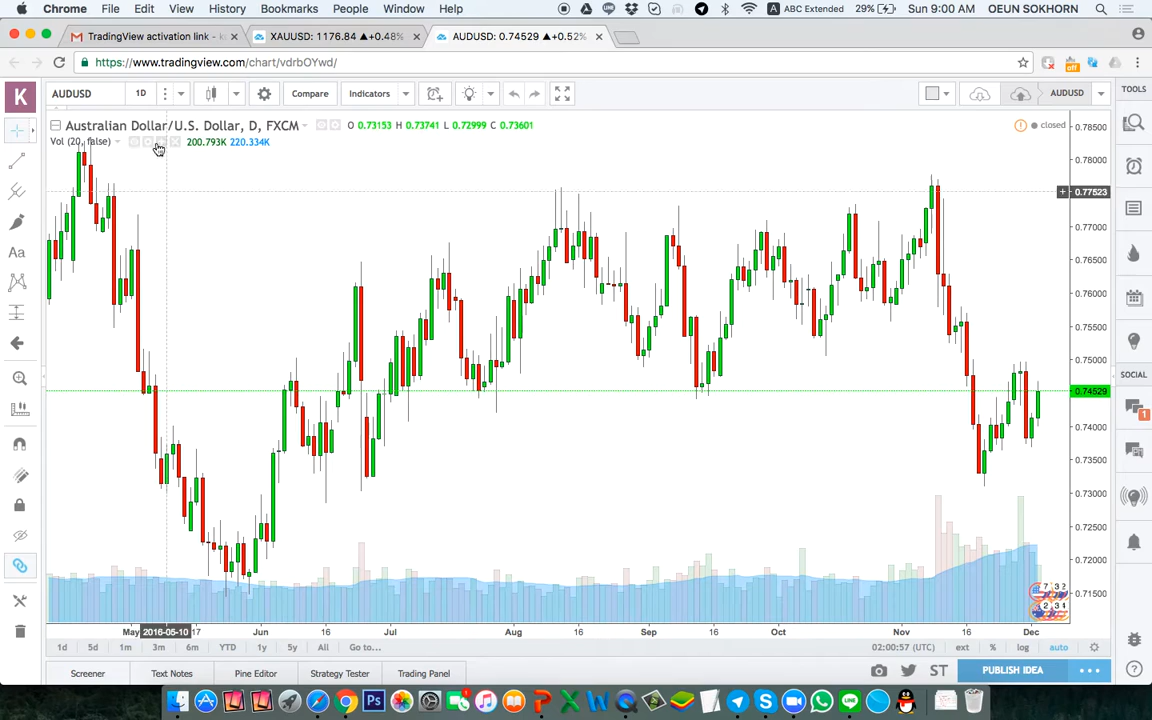 Chrome File Edit View History Bookmarks People Window Help ABC Extended 29% Sun 9:00 AM OEUN SOKHORN
TradingView activation link - k
XAUUSD: 1176.84 ▲+0.48%
AUDUSD: 0.74529 ▲+0.52%
https://www.tradingview.com/chart/vdrbOYwd/
off
K
AUDUSD 1D Compare Indicators AUDUSD TOOLS
Australian Dollar/U.S. Dollar, D, FXCM O 0.73153 H 0.73741 L 0.72999 C 0.73601 closed
Vol (20, false) 200.793K 220.334K
0.78500
0.78000
0.77523
0.77000
0.76500
0.76000
0.75500
0.75000
0.74529
0.74000
0.73500
0.73000
0.72500
0.72000
0.71500
Aa
SOCIAL
1
May 2016-05-10 17 Jun 16 Jul Aug Sep 16 Oct Nov 16 Dec
1d 5d 1m 3m 6m YTD 1y 5y All Go to... 02:00:57 (UTC) ext % log auto
Screener Text Notes Pine Editor Strategy Tester Trading Panel ST PUBLISH IDEA